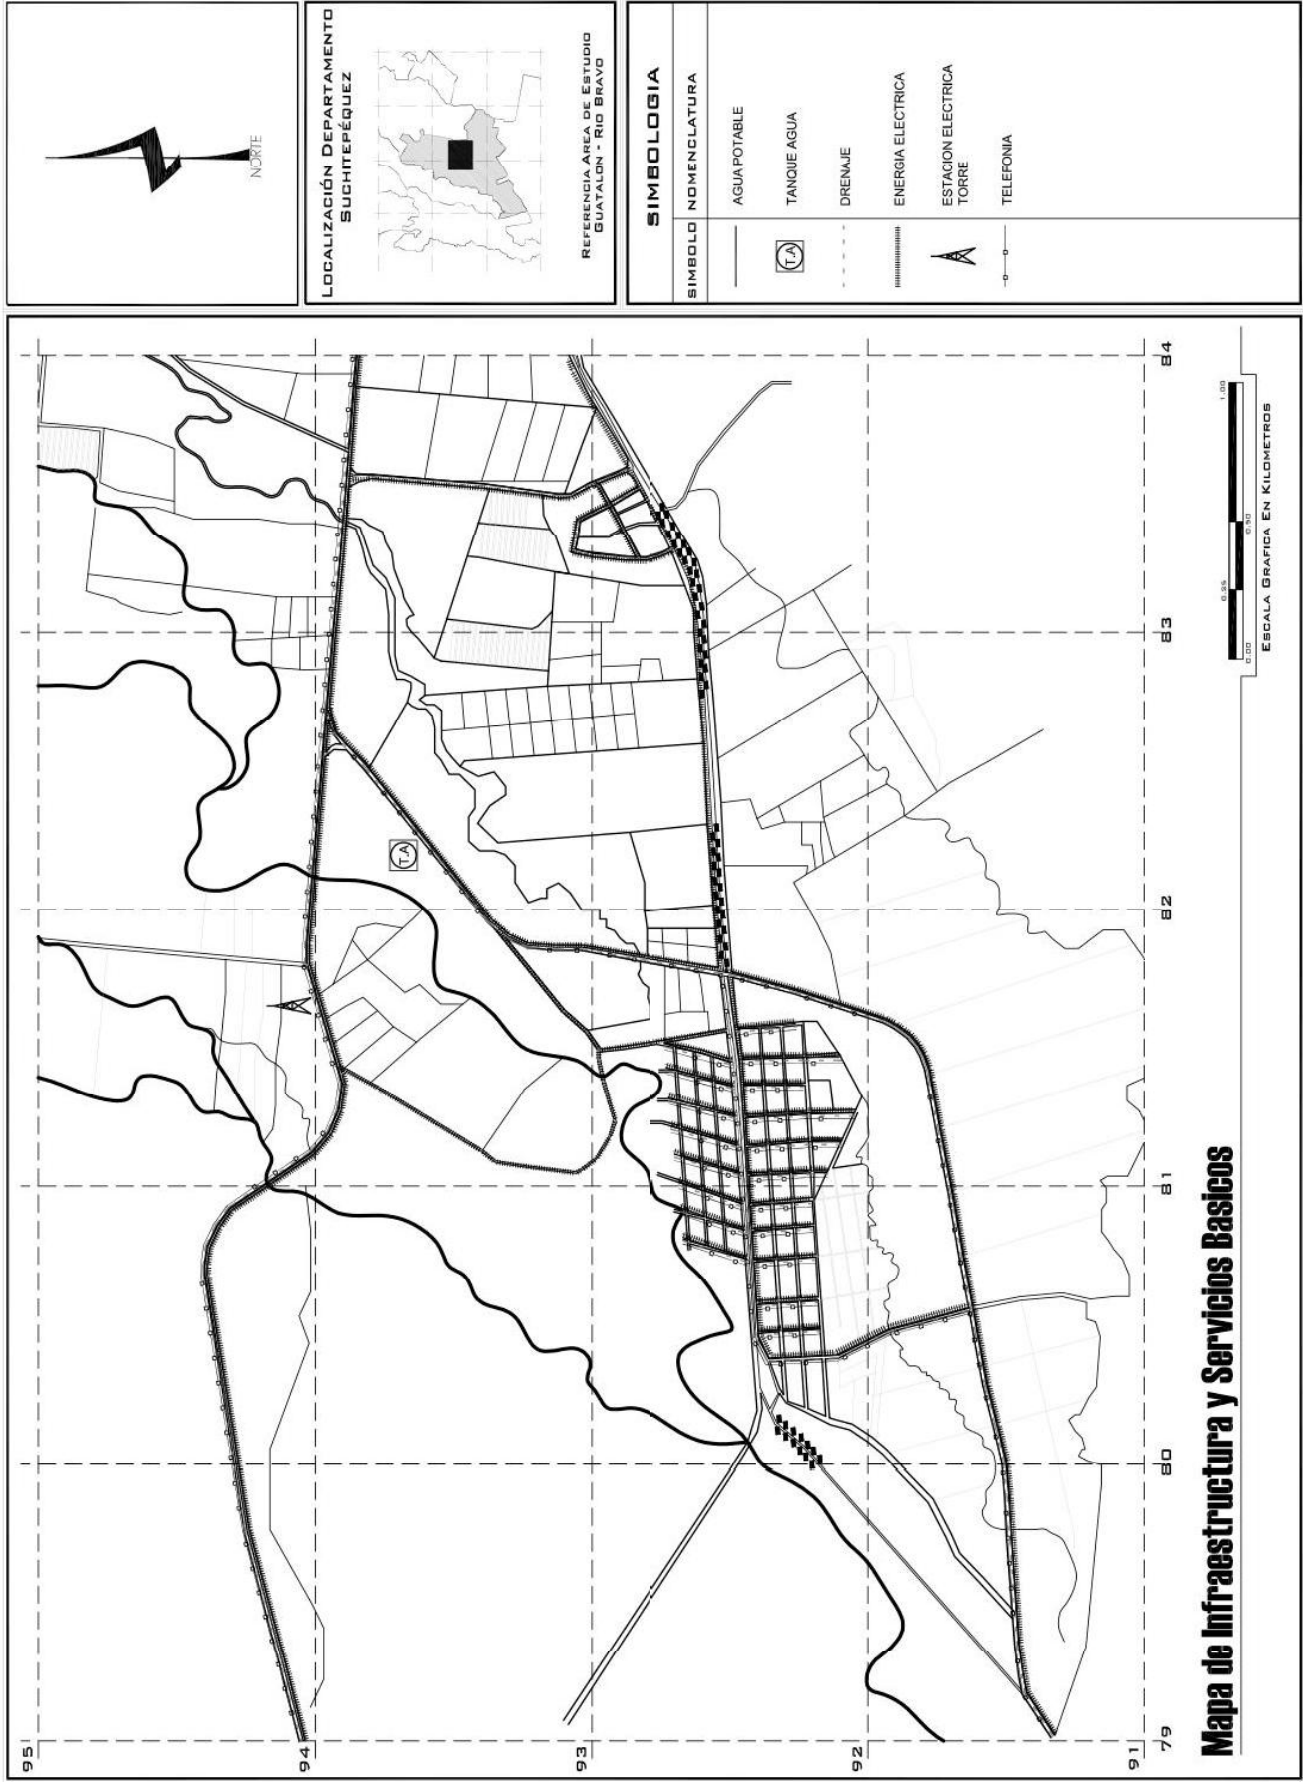 NORTE
LOCALIZACIÓN DEPARTAMENTO
SUCHITEPÉQUEZ
REFERENCIA AREA DE ESTUDIO
GUATALON - RIO BRAVO
SIMBOLOGIA
SIMBOLO NOMENCLATURA
AGUA POTABLE
T.A
TANQUE AGUA
DRENAJE
ENERGIA ELECTRICA
ESTACION ELECTRICA
TORRE
TELEFONIA
95
94
93
92
91
79
80
81
82
83
84
T.A
0.00
0.25
0.50
1.00
ESCALA GRAFICA EN KILOMETROS
Mapa de Infraestructura y Servicios Basicos